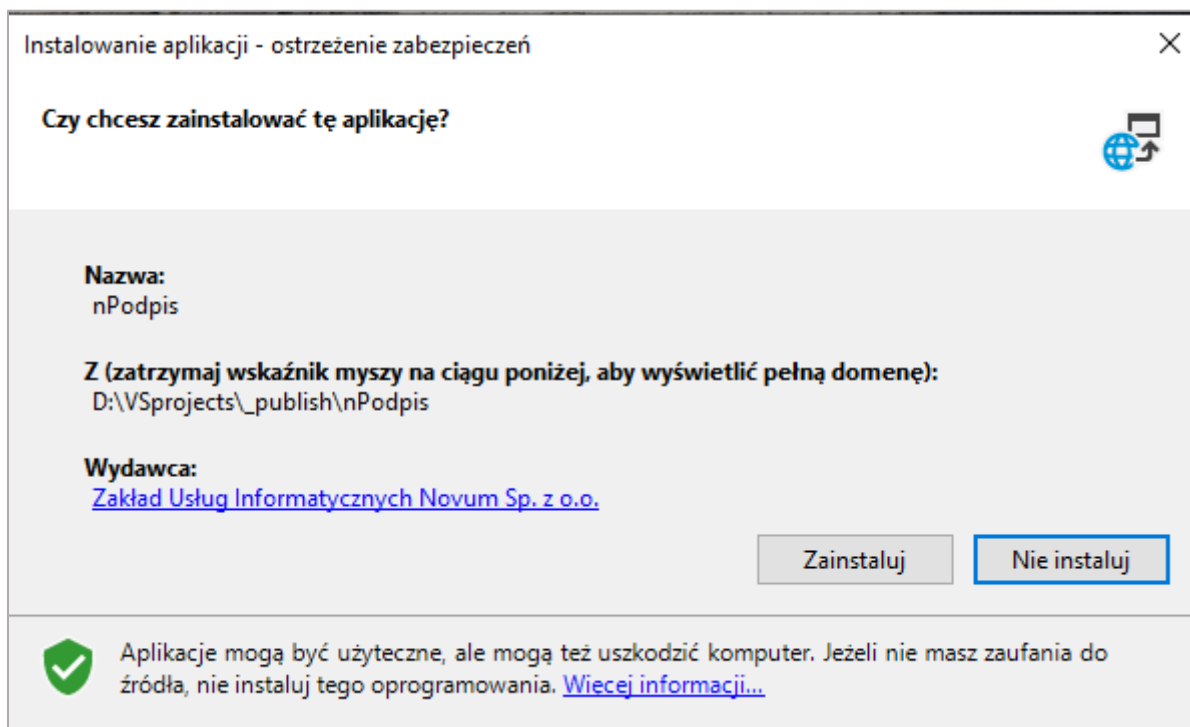 Instalowanie aplikacji - ostrzeżenie zabezpieczeń
Czy chcesz zainstalować tę aplikację?
Nazwa:
nPodpis
Z (zatrzymaj wskaźnik myszy na ciągu poniżej, aby wyświetlić pełną domenę):
D:\VSprojects\_publish\nPodpis
Wydawca:
Zakład Usług Informatycznych Novum Sp. z o.o.
Zainstaluj
Nie instaluj
Aplikacje mogą być użyteczne, ale mogą też uszkodzić komputer. Jeżeli nie masz zaufania do
źródła, nie instaluj tego oprogramowania. Więcej informacji...